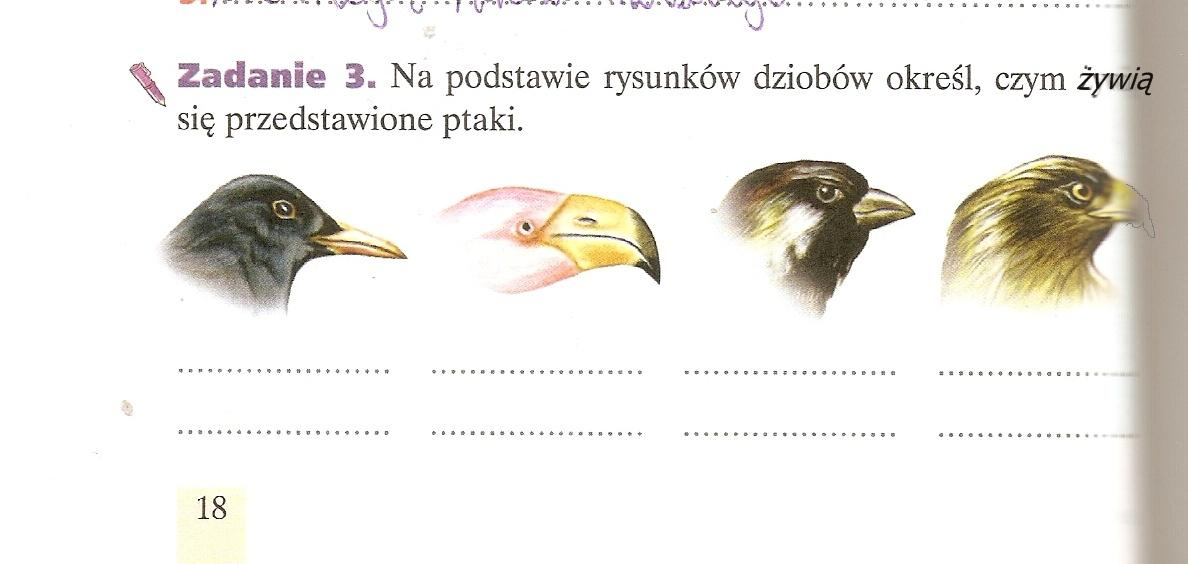 Zadanie 3. Na podstawie rysunków dziobów określ, czym żywią
się przedstawione ptaki.
18